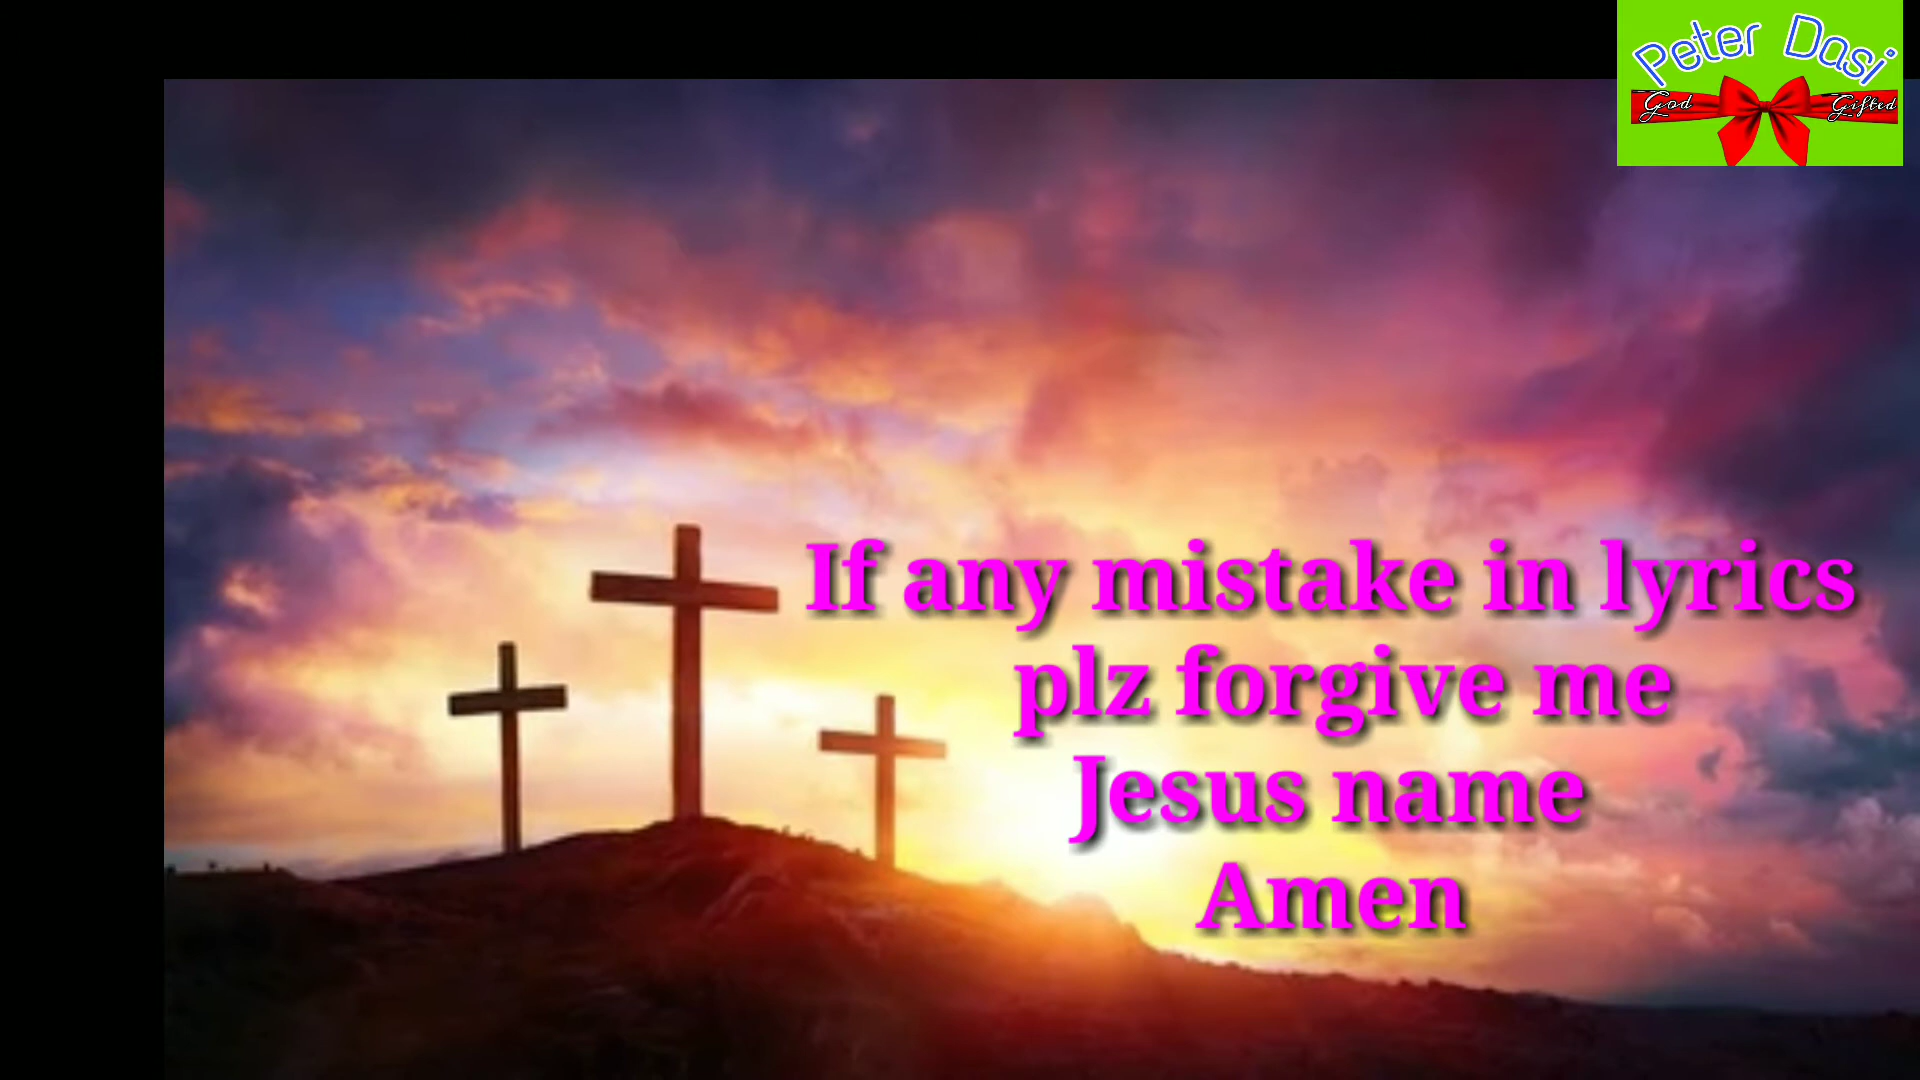 Peter Dasi
God Gifted
If any mistake in lyrics
plz forgive me
Jesus name
Amen